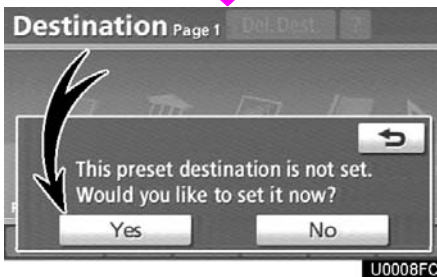 Destination Page 1 Del.Dest. ?
This preset destination is not set.
Would you like to set it now?
Yes No
U0008FC